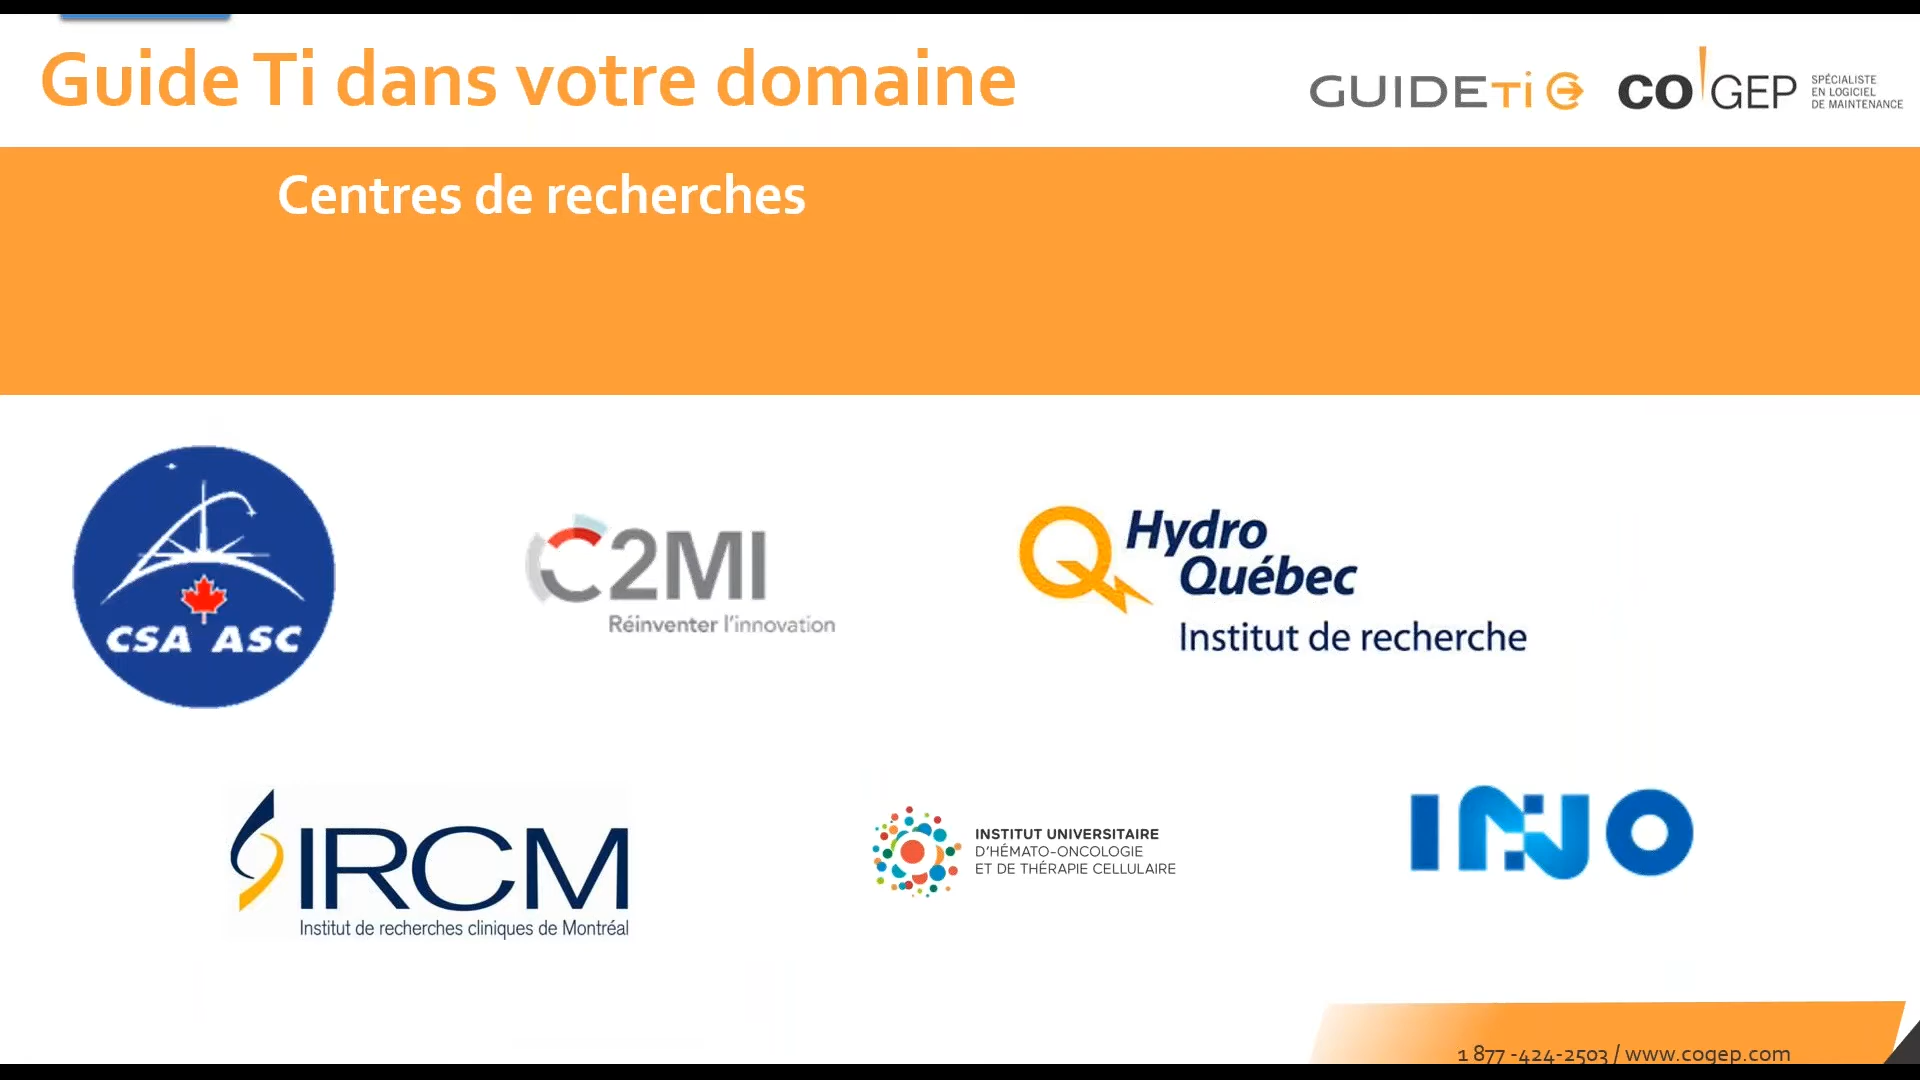 Guide Ti dans votre domaine
GUIDETi
CO GEP
SPÉCIALISTE
EN LOGICIEL
DE MAINTENANCE
Centres de recherches
CSA ASC
C2MI
Réinventer l'innovation
Hydro
Québec
Institut de recherche
IRCM
Institut de recherches cliniques de Montréal
INSTITUT UNIVERSITAIRE
D'HÉMATO-ONCOLOGIE
ET DE THÉRAPIE CELLULAIRE
INO
1 877 -424-2503 / www.cogep.com